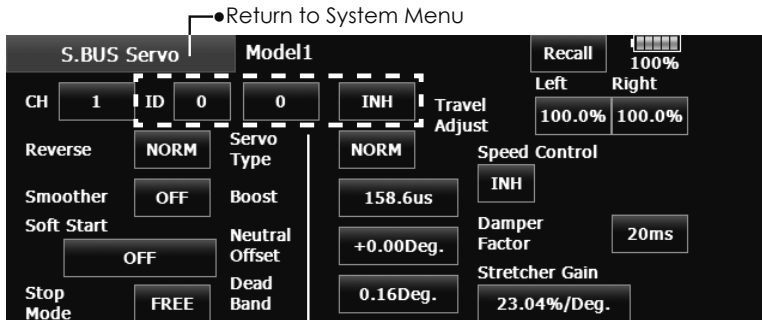 ●Return to System Menu
S.BUS Servo Model1 Recall 100%
CH 1 ID 0 0 INH Travel Adjust Left 100.0% Right 100.0%
Reverse NORM Servo Type NORM Speed Control
INH
Smoother OFF Boost 158.6us
Soft Start
OFF
Neutral Offset +0.00Deg. Damper Factor 20ms
Stop Mode FREE Dead Band 0.16Deg. Stretcher Gain
23.04%/Deg.